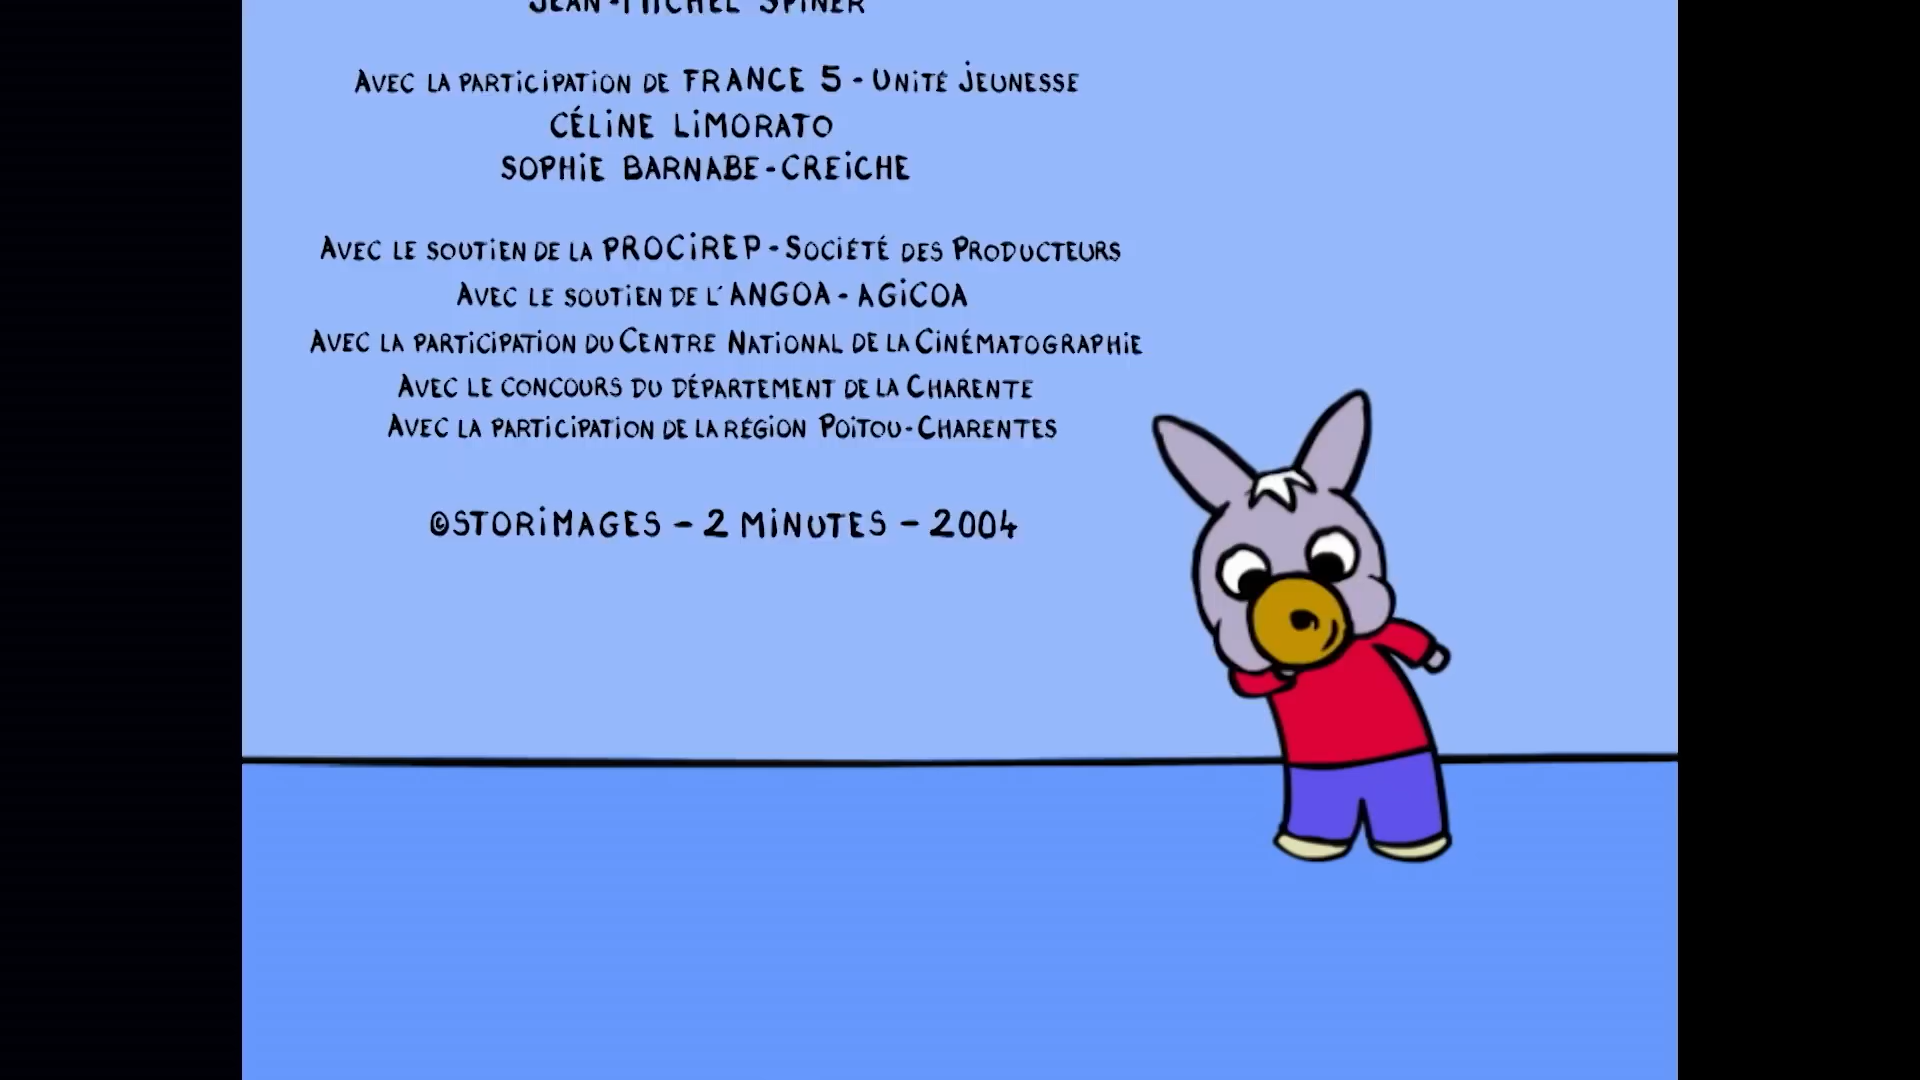 JEAN-MICHEL SPINER
AVEC LA PARTICIPATION DE FRANCE 5 - UNITÉ JEUNESSE
CÉLINE LIMORATO
SOPHIE BARNABE-CREICHE
AVEC LE SOUTIEN DE LA PROCIREP - SOCIÉTÉ DES PRODUCTEURS
AVEC LE SOUTIEN DE L'ANGOA - AGICOA
AVEC LA PARTICIPATION DU CENTRE NATIONAL DE LA CINÉMATOGRAPHIE
AVEC LE CONCOURS DU DÉPARTEMENT DE LA CHARENTE
AVEC LA PARTICIPATION DE LA RÉGION POITOU-CHARENTES
©STORIMAGES - 2 MINUTES - 2004